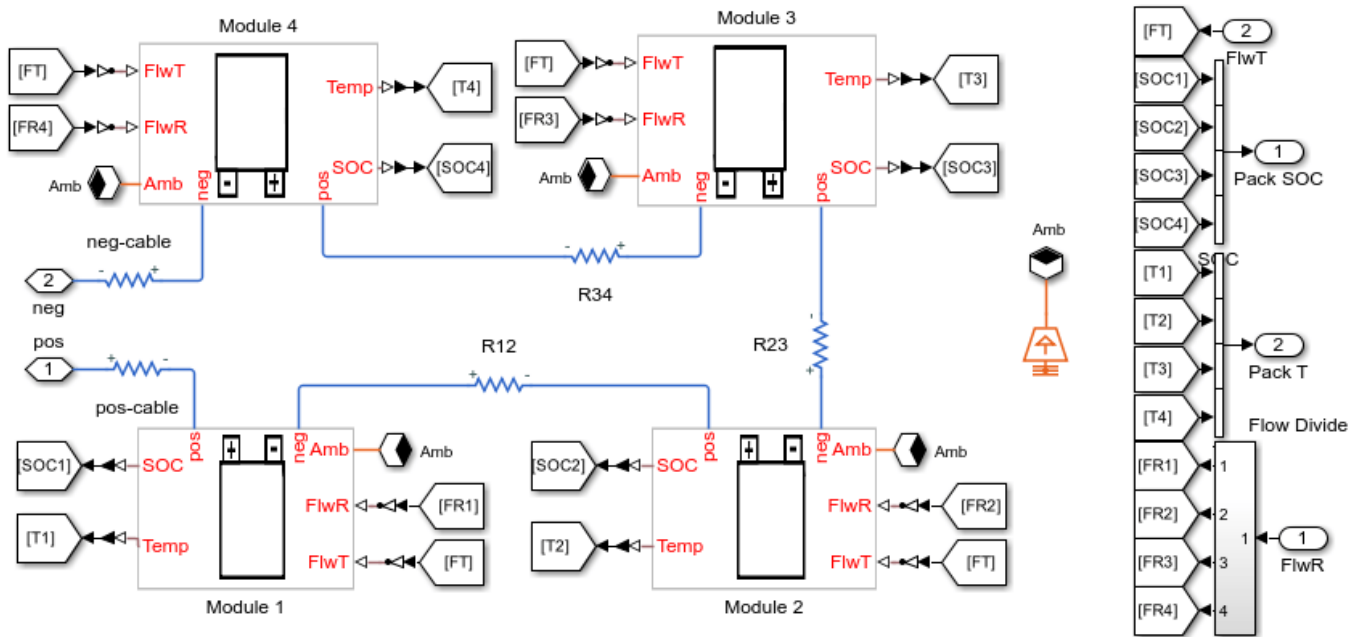 Module 4
[FT]
FlwT
[FR4]
FlwR
Amb
Amb
neg
pos
Temp
[T4]
SOC
[SOC4]
- +
Module 3
[FT]
FlwT
[FR3]
FlwR
Amb
Amb
neg
pos
Temp
[T3]
SOC
[SOC3]
- +
neg-cable
- +
2
neg
- +
R34
pos
1
+ -
pos-cable
R12
+ -
R23
-
+
Amb
[SOC1]
SOC
pos
neg
+ -
Amb
Amb
[T1]
Temp
FlwR
[FR1]
FlwT
[FT]
Module 1
[SOC2]
SOC
pos
neg
+ -
Amb
Amb
[T2]
Temp
FlwR
[FR2]
FlwT
[FT]
Module 2
[FT]
2
FlwT
[SOC1]
[SOC2]
[SOC3]
[SOC4]
1
Pack SOC
SOC
[T1]
[T2]
[T3]
[T4]
2
Pack T
Flow Divide
[FR1]
1
[FR2]
2
[FR3]
3
[FR4]
4
1
1
FlwR